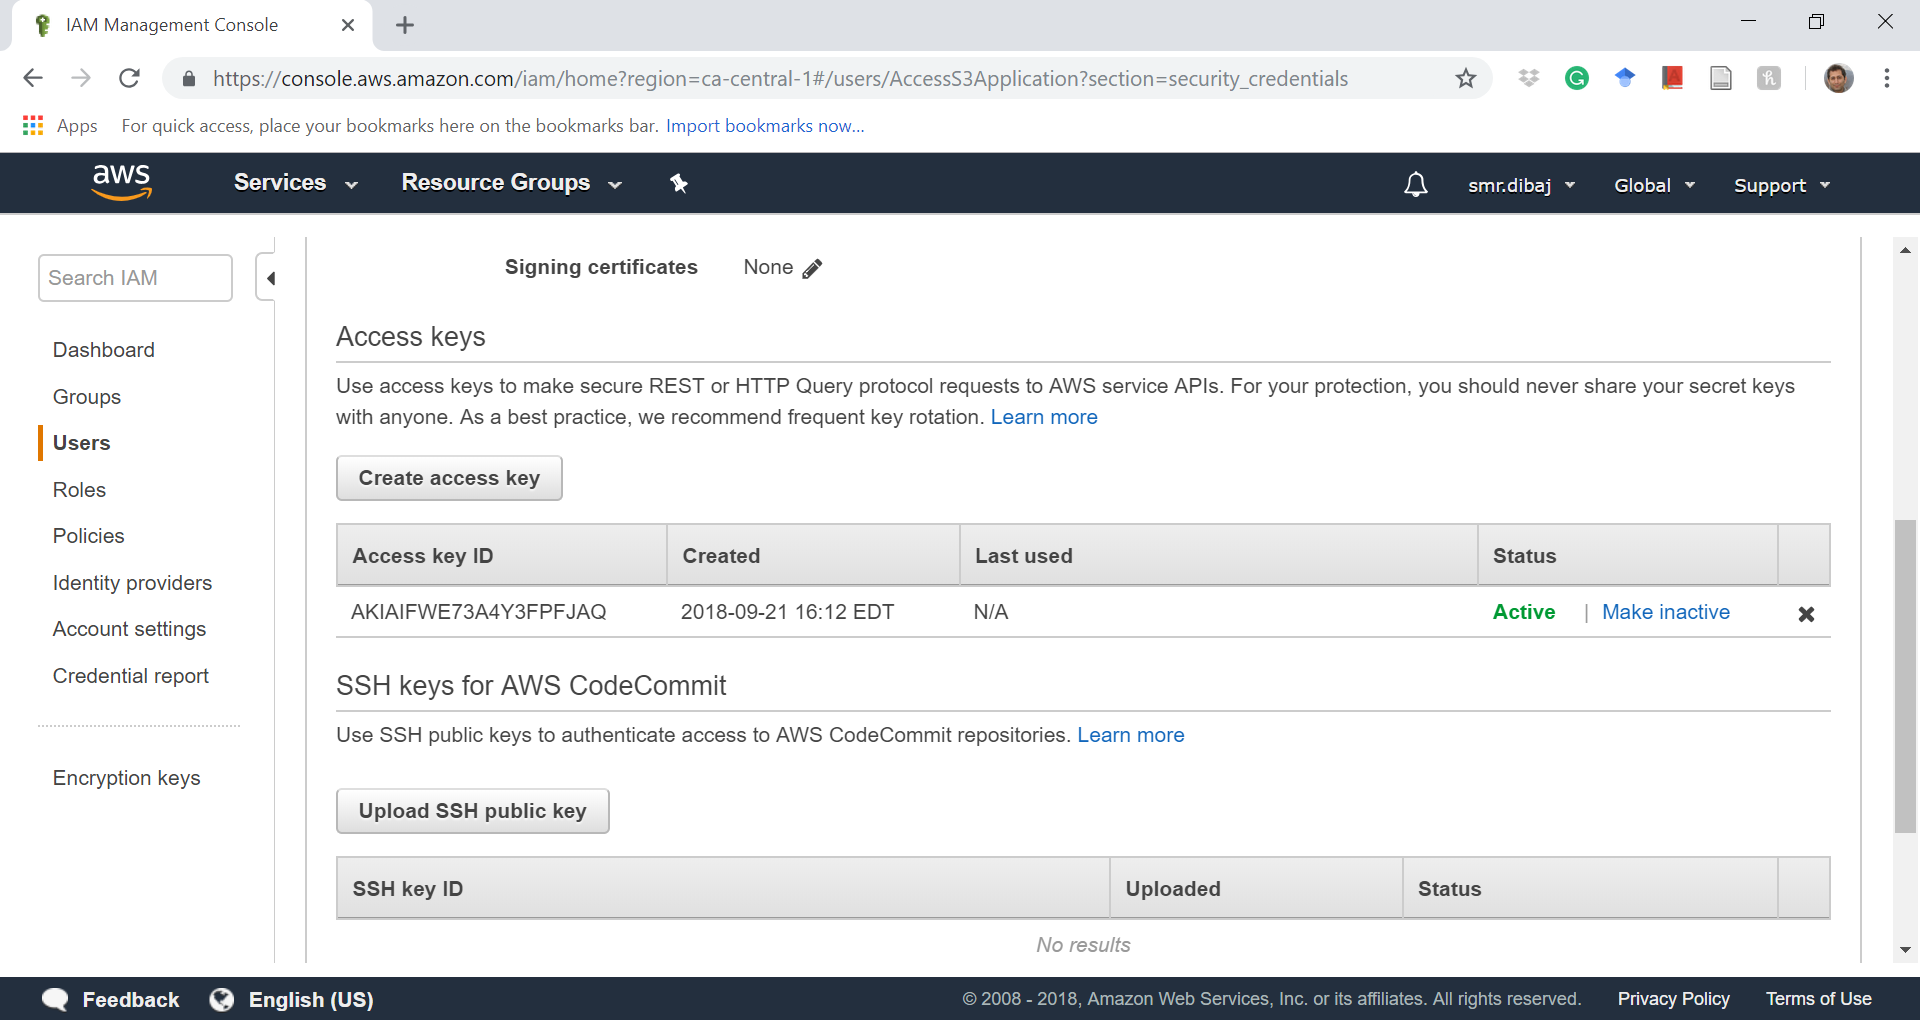 IAM Management Console
https://console.aws.amazon.com/iam/home?region=ca-central-1#/users/AccessS3Application?section=security_credentials
Apps For quick access, place your bookmarks here on the bookmarks bar. Import bookmarks now...
aws Services Resource Groups smr.dibaj Global Support
Search IAM
Dashboard
Groups
Users
Roles
Policies
Identity providers
Account settings
Credential report
Encryption keys
Signing certificates None
Access keys
Use access keys to make secure REST or HTTP Query protocol requests to AWS service APIs. For your protection, you should never share your secret keys
with anyone. As a best practice, we recommend frequent key rotation. Learn more
Create access key
Access key ID Created Last used Status
AKIAIFWE73A4Y3FPFJAQ 2018-09-21 16:12 EDT N/A Active | Make inactive
SSH keys for AWS CodeCommit
Use SSH public keys to authenticate access to AWS CodeCommit repositories. Learn more
Upload SSH public key
SSH key ID Uploaded Status
No results
Feedback English (US) © 2008 - 2018, Amazon Web Services, Inc. or its affiliates. All rights reserved. Privacy Policy Terms of Use